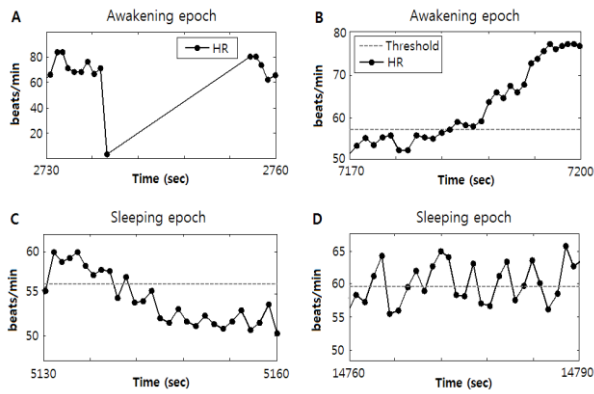 A
Awakening epoch
HR
beats/min
80
60
40
20
2730
2760
Time (sec)
B
Awakening epoch
Threshold
HR
beats/min
80
70
60
50
7170
7200
Time (sec)
C
Sleeping epoch
beats/min
60
55
50
5130
5160
Time (sec)
D
Sleeping epoch
beats/min
65
60
55
50
14760
14790
Time (sec)